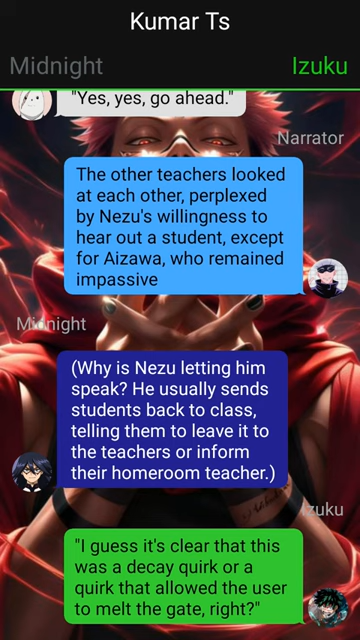 Kumar Ts
Midnight
Izuku
"Yes, yes, go ahead."
Narrator
The other teachers looked
at each other, perplexed
by Nezu's willingness to
hear out a student, except
for Aizawa, who remained
impassive
Midnight
(Why is Nezu letting him
speak? He usually sends
students back to class,
telling them to leave it to
the teachers or inform
their homeroom teacher.)
Izuku
"I guess it's clear that this
was a decay quirk or a
quirk that allowed the user
to melt the gate, right?"